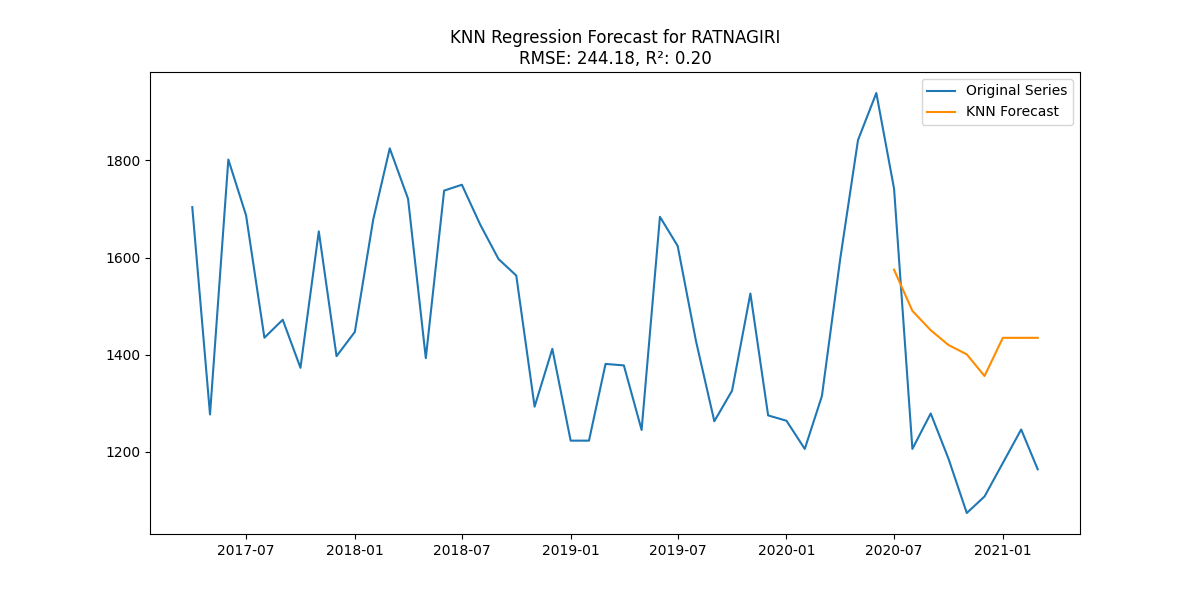 KNN Regression Forecast for RATNAGIRI
RMSE: 244.18, R²: 0.20
Original Series
KNN Forecast
1800
1600
1400
1200
2017-07 2018-01 2018-07 2019-01 2019-07 2020-01 2020-07 2021-01